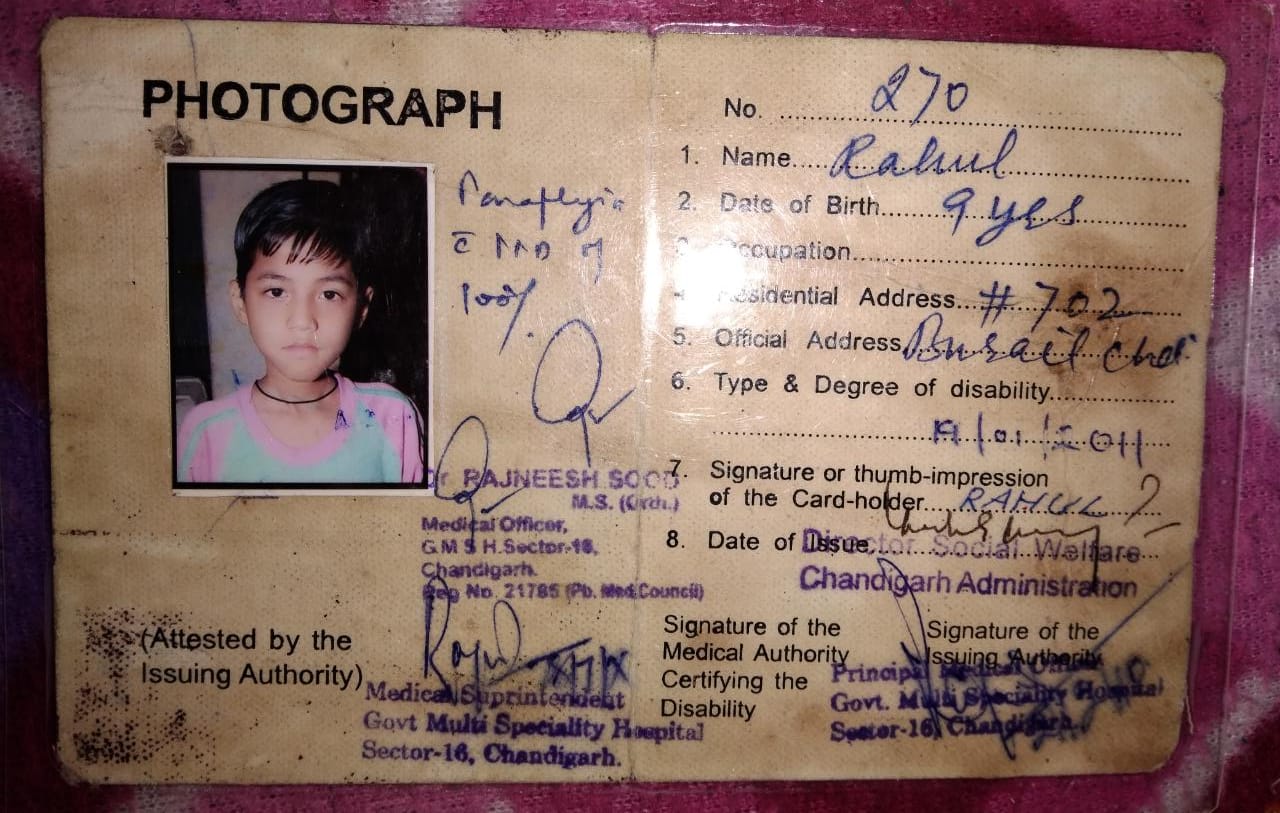 PHOTOGRAPH
Paraplegia
100%.
Dr. RAJNEESH SOOD
M.S. (Orth.)
Medical Officer,
G.M S H.Sector-16,
Chandigarh.
Reg No. 21785 (Pb. Med.Council)
(Attested by the
Issuing Authority)
Medical Suprintendent
Govt Multi Speciality Hospital
Sector-16, Chandigarh.
No. 270
1. Name Rahul
2. Date of Birth 9 yrs
3. Occupation
4. Residential Address #702
5. Official Address Burail Chd
6. Type & Degree of disability
19/01/2011
7. Signature or thumb-impression
of the Card-holder RAHUL
8. Date of Issue
Director Social Welfare
Chandigarh Administration
Signature of the
Medical Authority
Certifying the
Disability
Signature of the
Issuing Authority
Principal Medical
Govt. Multi Speciality Hospital
Sector-16, Chandigarh.